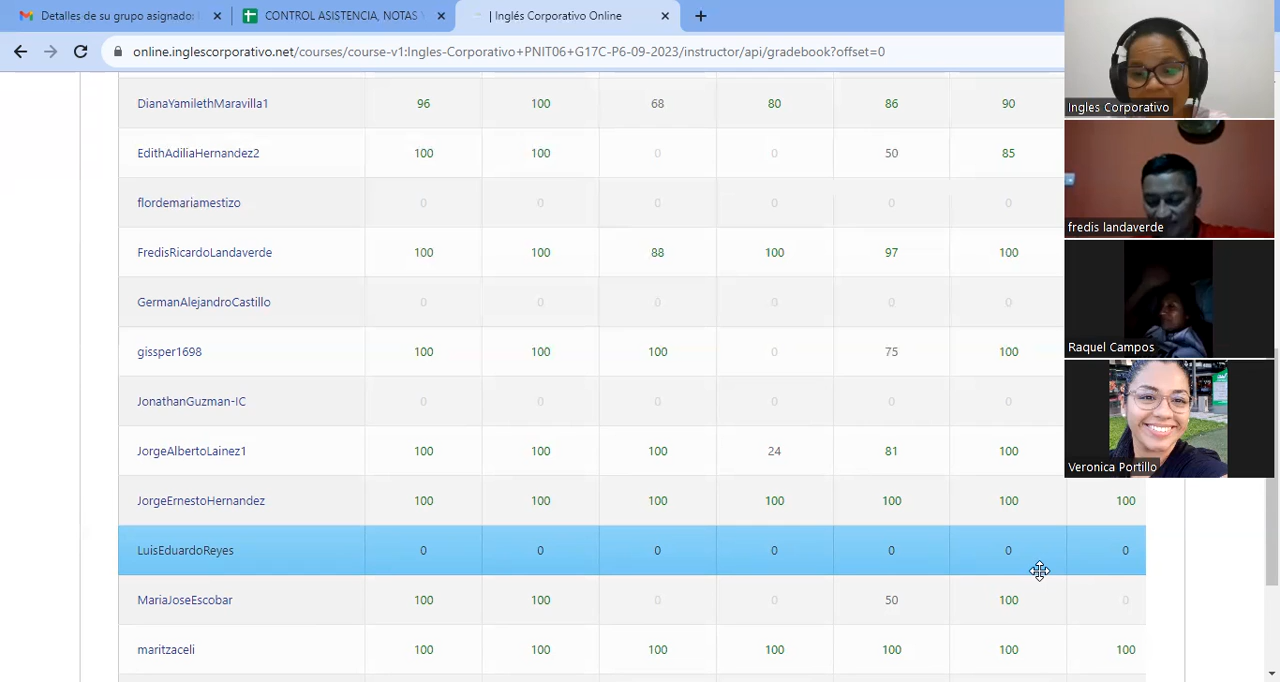 Detalles de su grupo asignado:
CONTROL ASISTENCIA, NOTAS
| Inglés Corporativo Online
online.inglescorporativo.net/courses/course-v1:Ingles-Corporativo+PNIT06+G17C-P6-09-2023/instructor/api/gradebook?offset=0
DianaYamilethMaravilla1 96 100 68 80 86 90
EdithAdiliaHernandez2 100 100 0 0 50 85
flordemariamestizo 0 0 0 0 0 0
FredisRicardoLandaverde 100 100 88 100 97 100
GermanAlejandroCastillo 0 0 0 0 0 0
gissper1698 100 100 100 0 75 100
JonathanGuzman-IC 0 0 0 0 0 0
JorgeAlbertoLainez1 100 100 100 24 81 100
JorgeErnestoHernandez 100 100 100 100 100 100 100
LuisEduardoReyes 0 0 0 0 0 0 0
MariaJoseEscobar 100 100 0 0 50 100 0
maritzaceli 100 100 100 100 100 100 100
Ingles Corporativo
fredis landaverde
Raquel Campos
Veronica Portillo